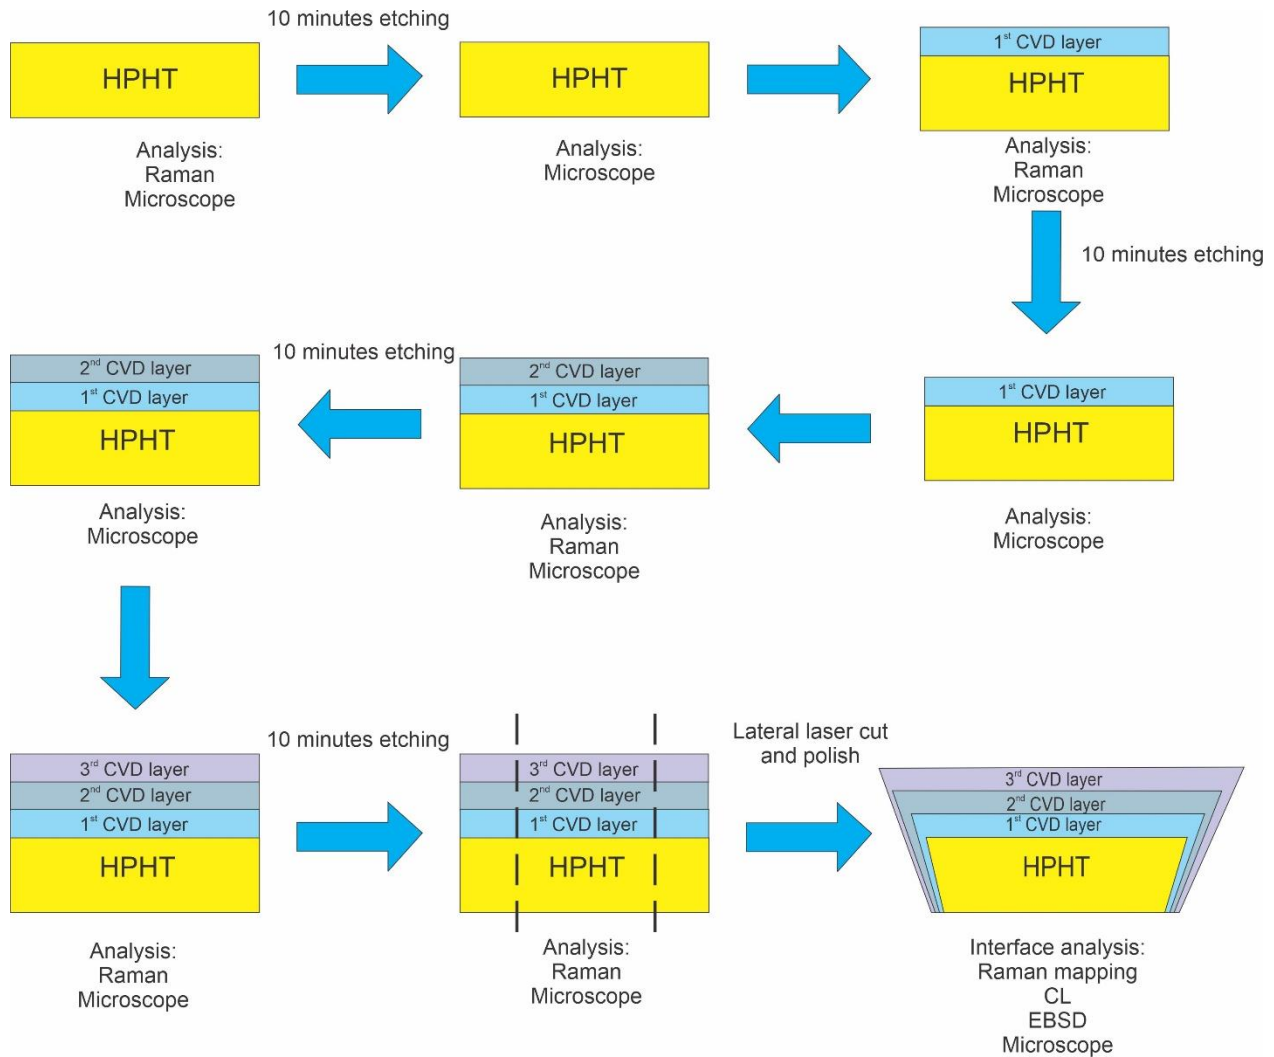 10 minutes etching
HPHT
Analysis:
Raman
Microscope
HPHT
Analysis:
Microscope
1st CVD layer
HPHT
Analysis:
Raman
Microscope
10 minutes etching
1st CVD layer
HPHT
Analysis:
Microscope
2nd CVD layer
1st CVD layer
HPHT
Analysis:
Raman
Microscope
10 minutes etching
2nd CVD layer
1st CVD layer
HPHT
Analysis:
Microscope
3rd CVD layer
2nd CVD layer
1st CVD layer
HPHT
Analysis:
Raman
Microscope
10 minutes etching
3rd CVD layer
2nd CVD layer
1st CVD layer
HPHT
Analysis:
Raman
Microscope
Lateral laser cut
and polish
3rd CVD layer
2nd CVD layer
1st CVD layer
HPHT
Interface analysis:
Raman mapping
CL
EBSD
Microscope